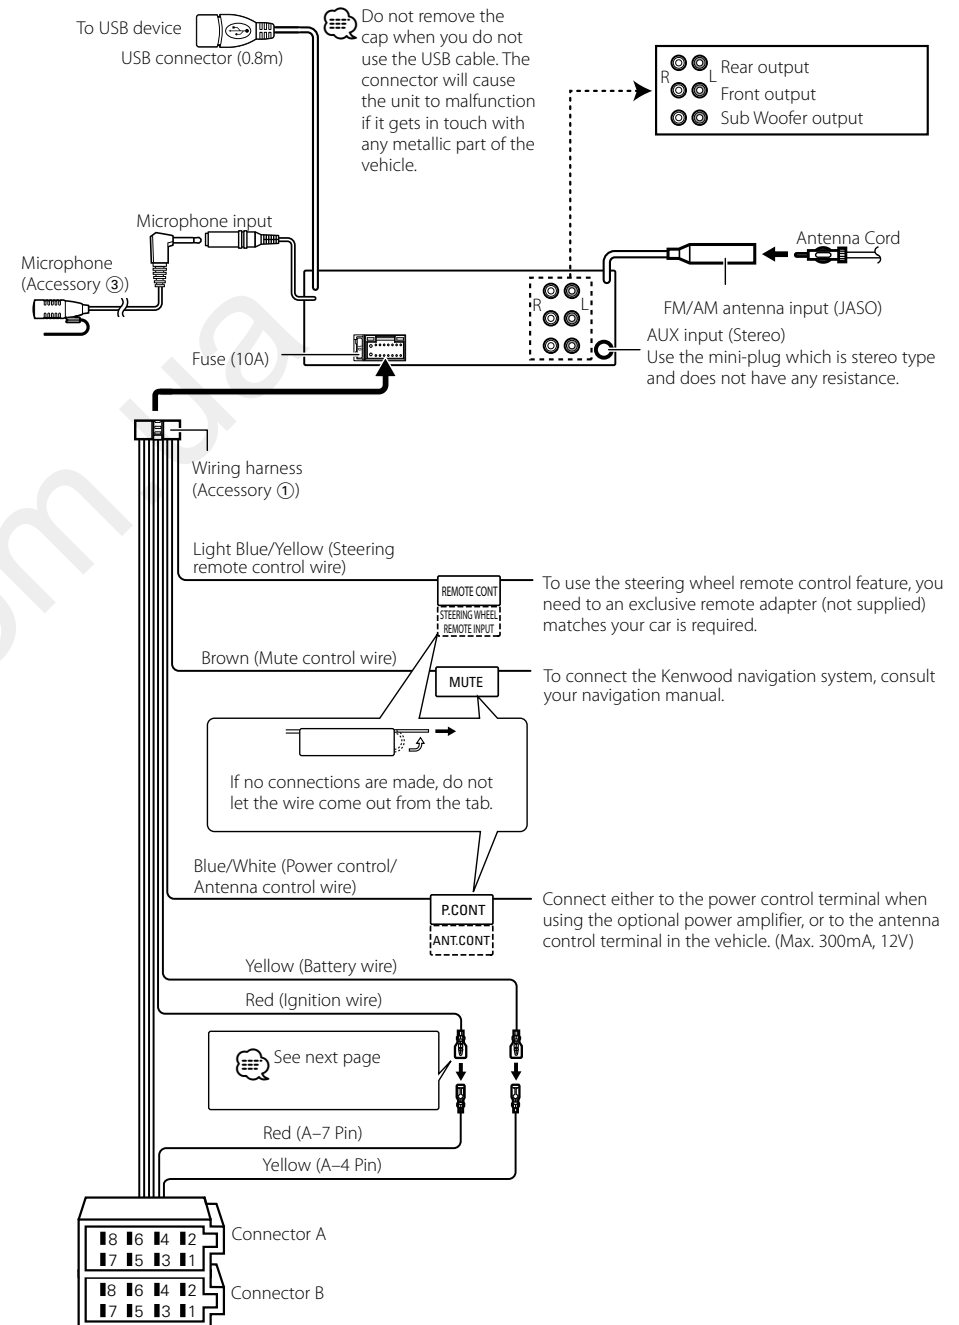 To USB device
USB connector (0.8m)
Do not remove the
cap when you do not
use the USB cable. The
connector will cause
the unit to malfunction
if it gets in touch with
any metallic part of the
vehicle.
R
L
Rear output
Front output
Sub Woofer output
Microphone input
Microphone
(Accessory ③)
Antenna Cord
FM/AM antenna input (JASO)
R
L
AUX input (Stereo)
Use the mini-plug which is stereo type
and does not have any resistance.
Fuse (10A)
Wiring harness
(Accessory ①)
Light Blue/Yellow (Steering
remote control wire)
REMOTE CONT
STEERING WHEEL
REMOTE INPUT
To use the steering wheel remote control feature, you
need to an exclusive remote adapter (not supplied)
matches your car is required.
Brown (Mute control wire)
MUTE
To connect the Kenwood navigation system, consult
your navigation manual.
If no connections are made, do not
let the wire come out from the tab.
Blue/White (Power control/
Antenna control wire)
P.CONT
ANT.CONT
Connect either to the power control terminal when
using the optional power amplifier, or to the antenna
control terminal in the vehicle. (Max. 300mA, 12V)
Yellow (Battery wire)
Red (Ignition wire)
See next page
Red (A–7 Pin)
Yellow (A–4 Pin)
8 6 4 2
7 5 3 1
Connector A
8 6 4 2
7 5 3 1
Connector B
om.ua